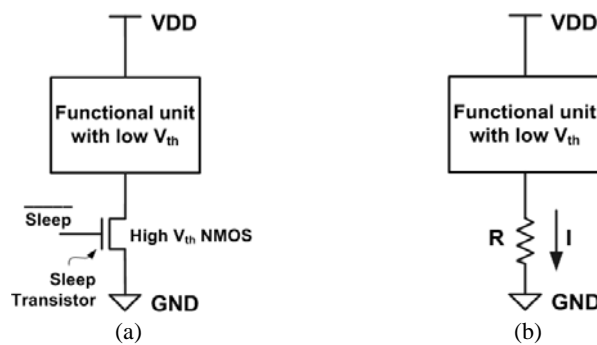 VDD
Functional unit
with low Vth
Sleep
High Vth NMOS
Sleep
Transistor
GND
(a)
VDD
Functional unit
with low Vth
R
I
GND
(b)